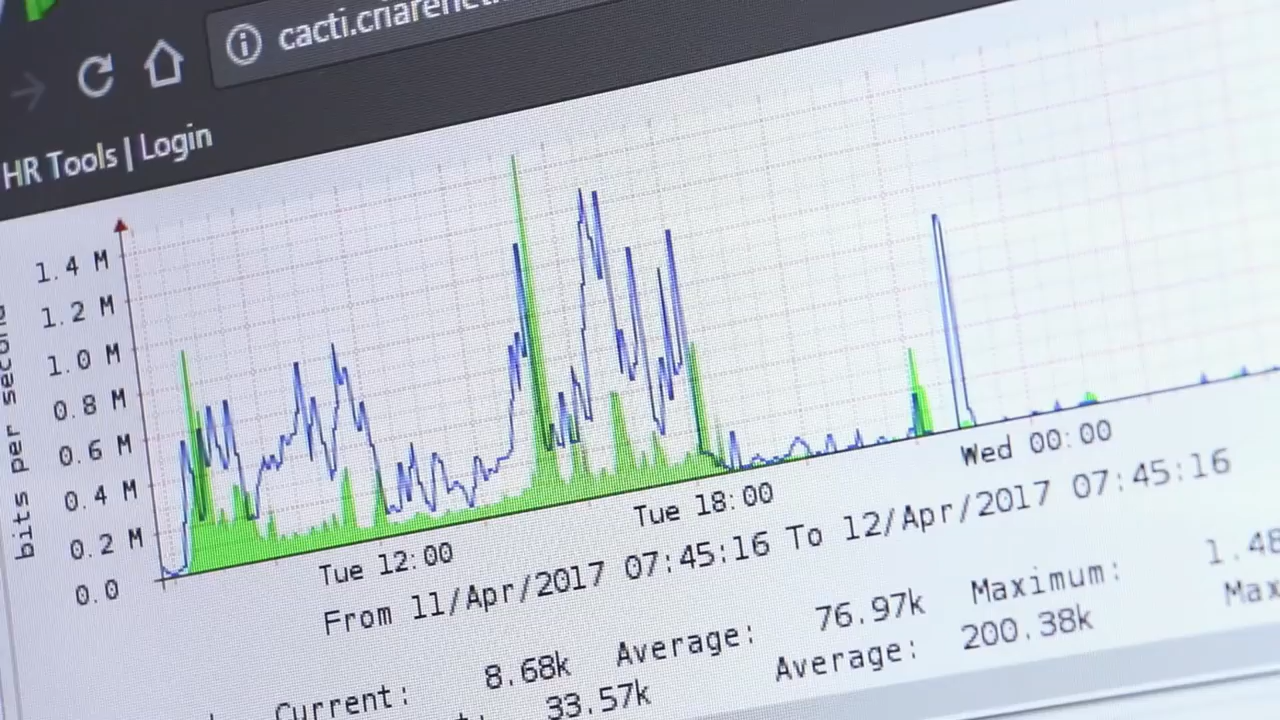 HR Tools | Login
bits per second
1.4 M
1.2 M
1.0 M
0.8 M
0.6 M
0.4 M
0.2 M
0.0
Tue 12:00 Tue 18:00 Wed 00:00
From 11/Apr/2017 07:45:16 To 12/Apr/2017 07:45:16
Current: 8.68k Average: 76.97k Maximum: 1.48
33.57k Average: 200.38k Max